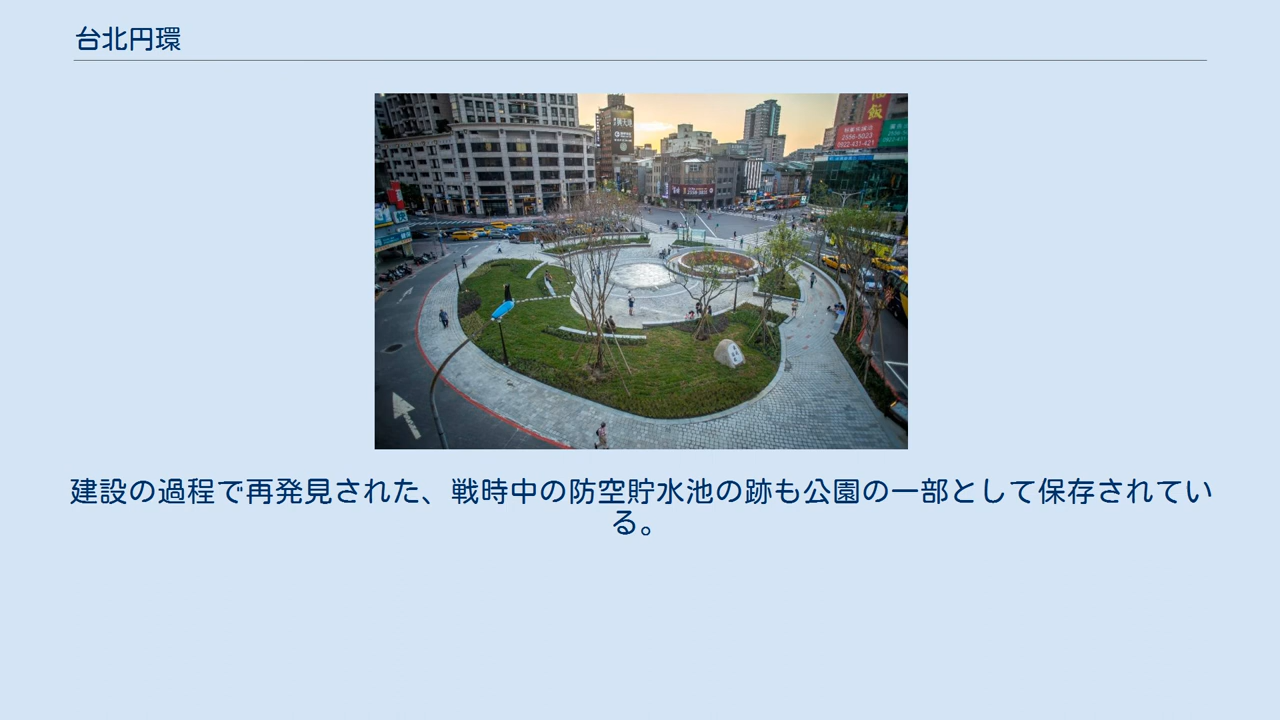 台北円環
建設の過程で再発見された、戦時中の防空貯水池の跡も公園の一部として保存されてい
る。